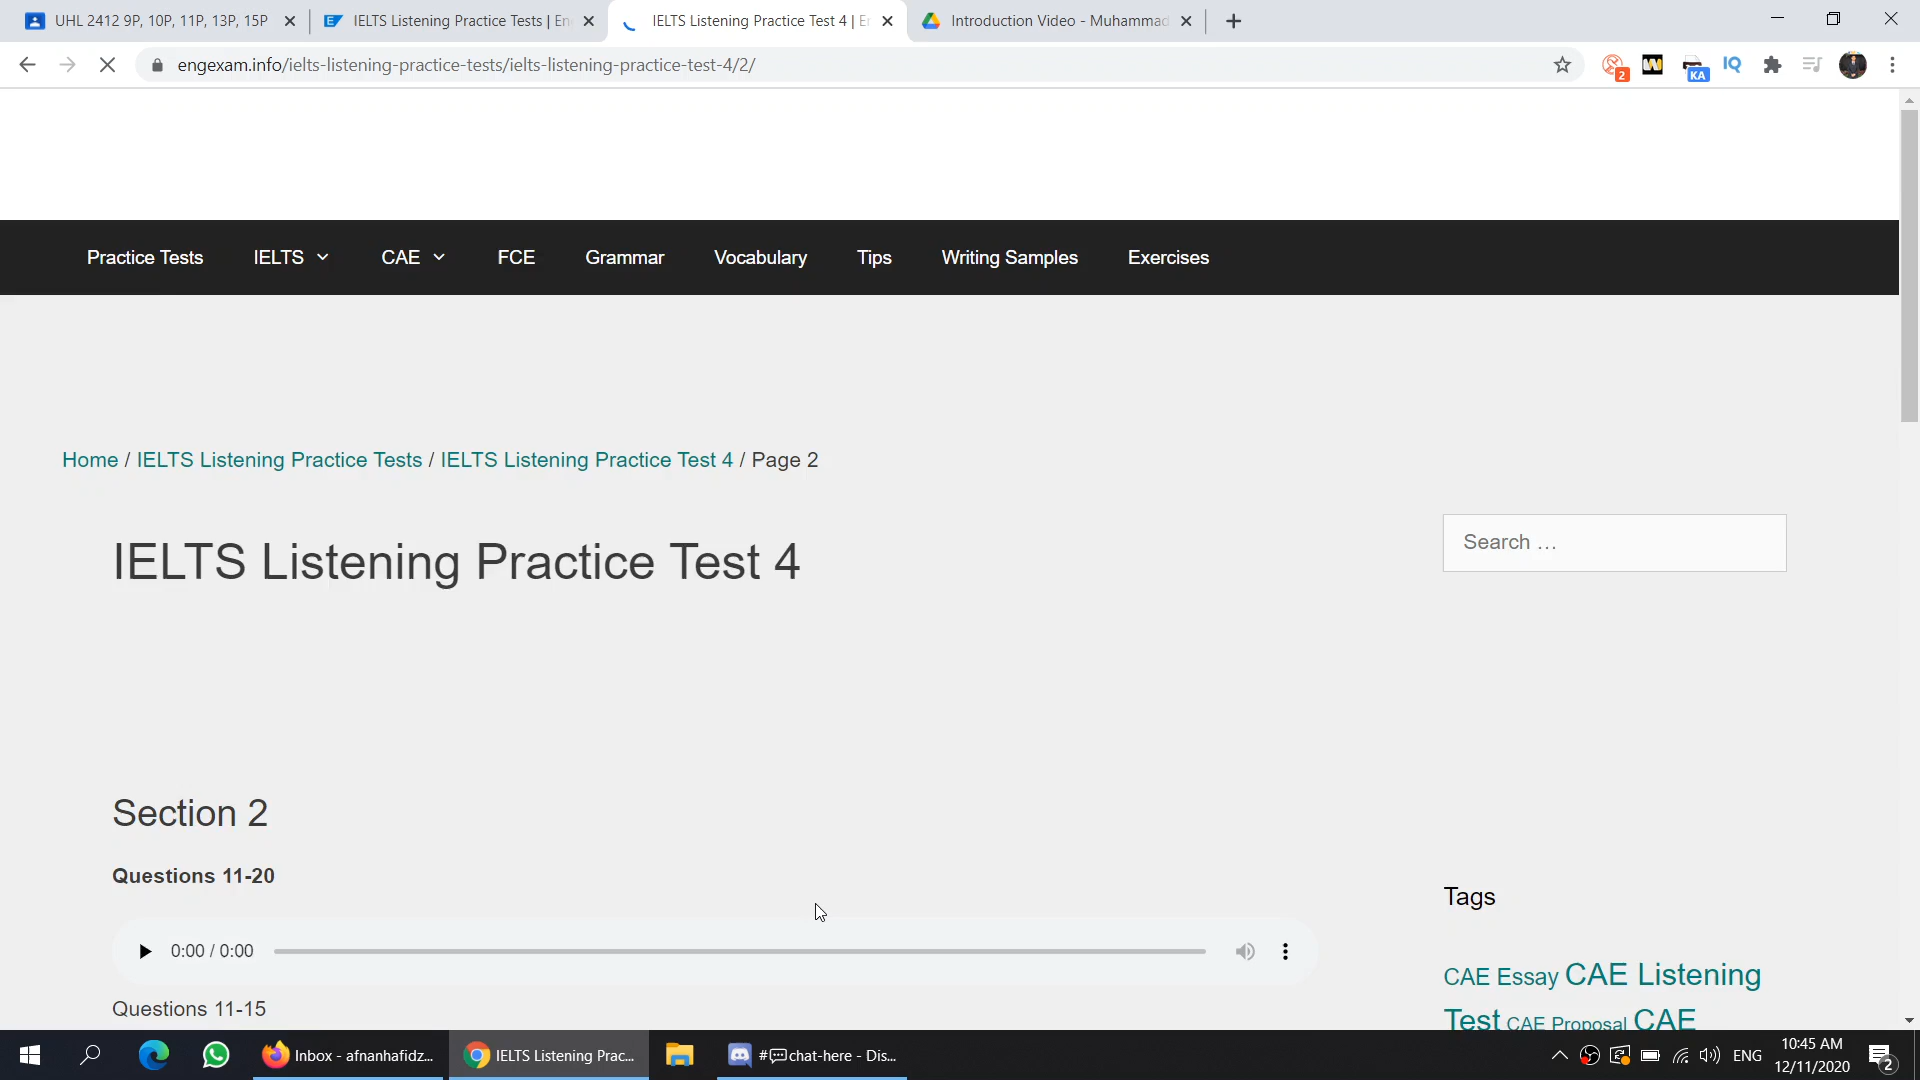 UHL 2412 9P, 10P, 11P, 13P, 15P
IELTS Listening Practice Tests | En
IELTS Listening Practice Test 4 | E
Introduction Video - Muhammad
engexam.info/ielts-listening-practice-tests/ielts-listening-practice-test-4/2/
2
KA
IQ
Practice Tests
IELTS
CAE
FCE
Grammar
Vocabulary
Tips
Writing Samples
Exercises
Home / IELTS Listening Practice Tests / IELTS Listening Practice Test 4 / Page 2
IELTS Listening Practice Test 4
Search …
Section 2
Questions 11-20
0:00 / 0:00
Questions 11-15
Tags
CAE Essay CAE Listening
Test CAE Proposal CAE
Inbox - afnanhafidz...
IELTS Listening Prac...
#💬chat-here - Dis...
ENG
10:45 AM
12/11/2020
2